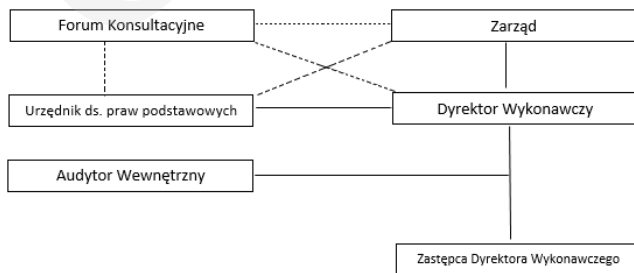 Forum Konsultacyjne
Zarząd
Urzędnik ds. praw podstawowych
Dyrektor Wykonawczy
Audytor Wewnętrzny
Zastępca Dyrektora Wykonawczego